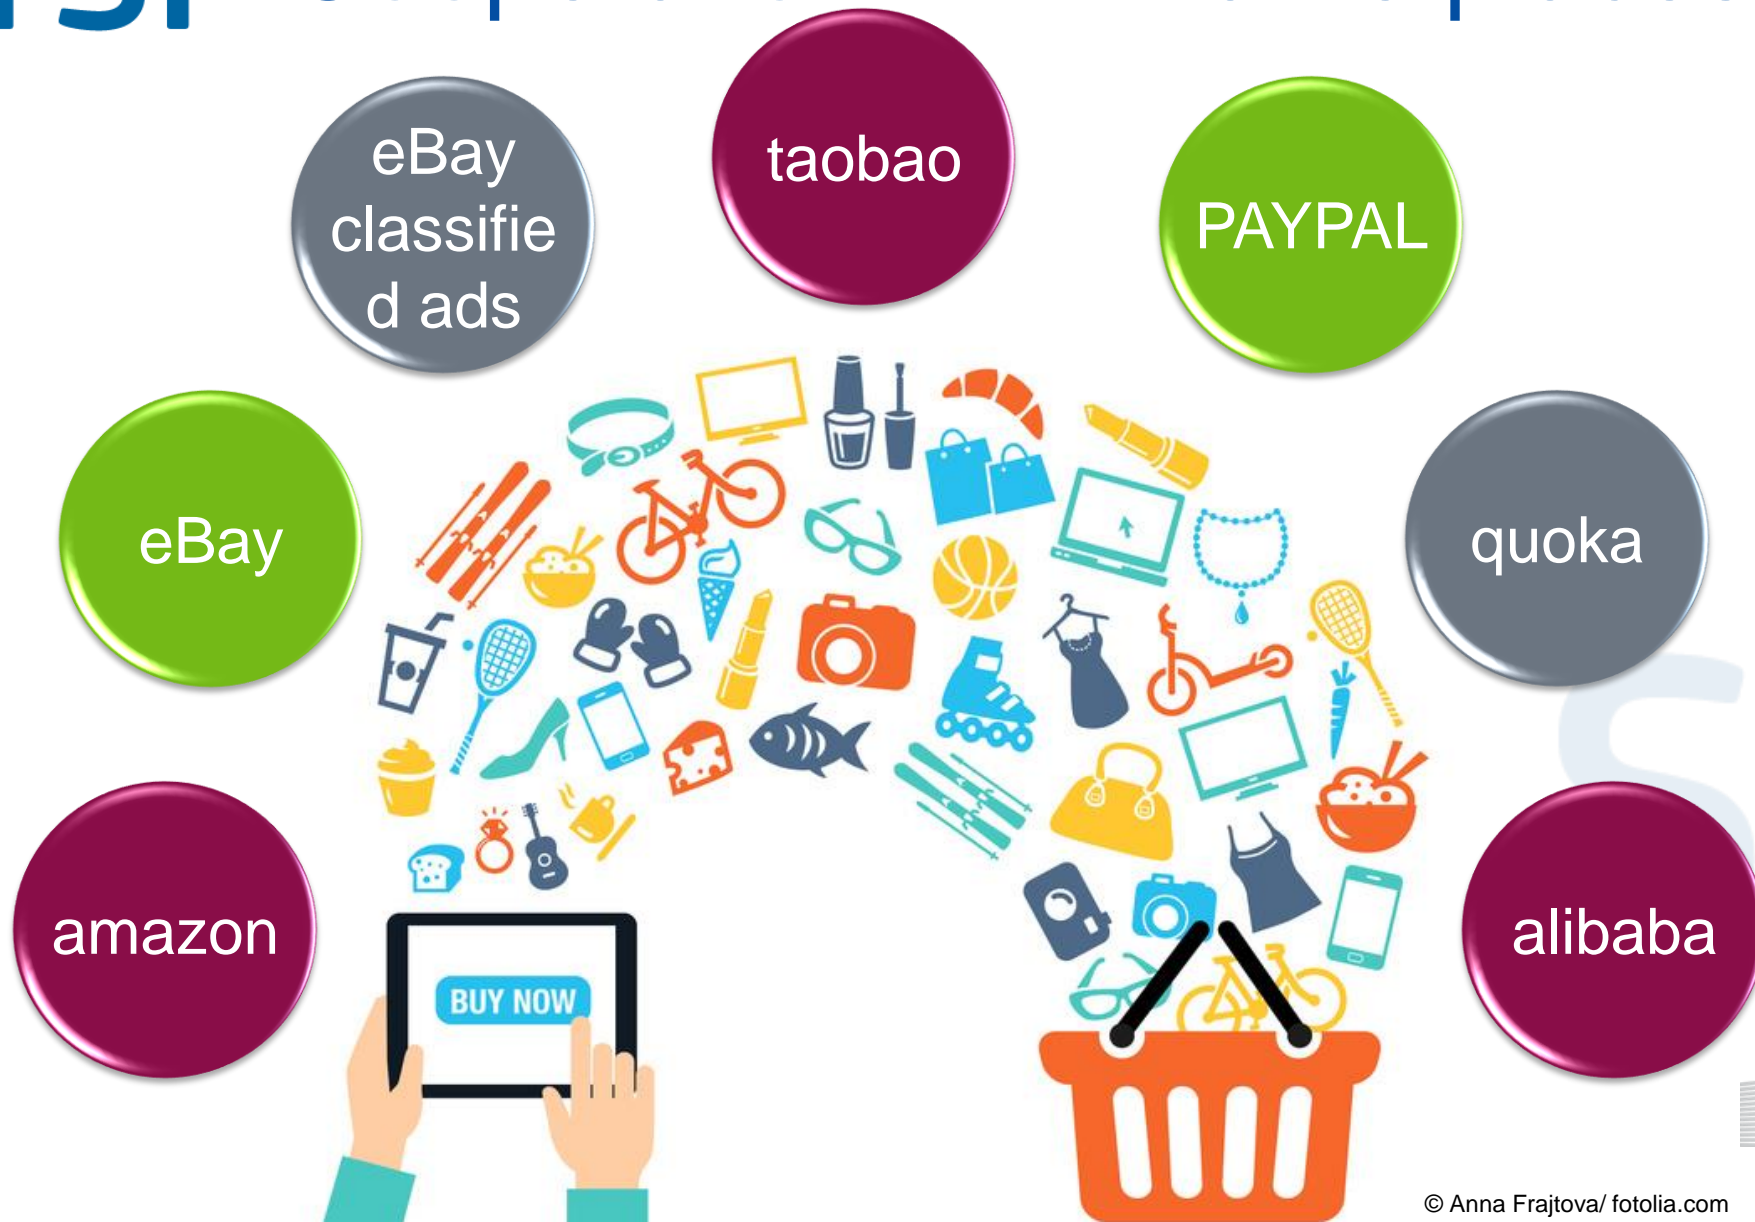 taobao
eBay
classifie
d ads
PAYPAL
eBay
quoka
amazon
alibaba
BUY NOW
© Anna Frajtova/ fotolia.com